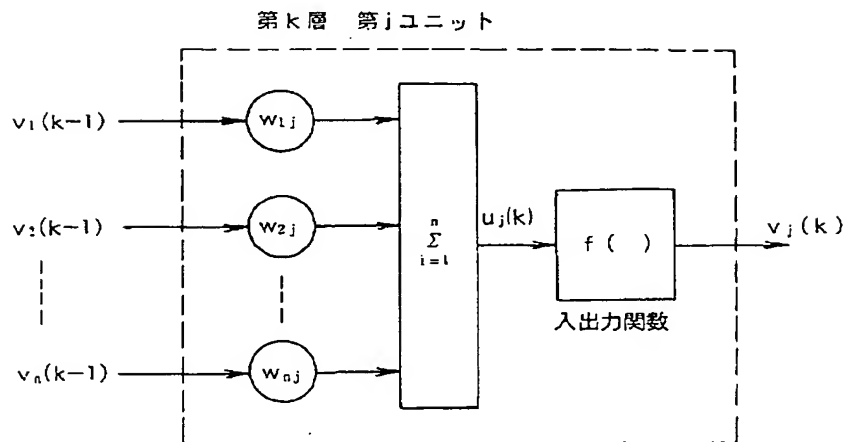 第k層 第jユニット
v₁(k−1)
w₁ⱼ
v₂(k−1)
w₂ⱼ
n
Σ
i=1
uⱼ(k)
f( )
vⱼ(k)
入出力関数
vₙ(k−1)
wₙⱼ